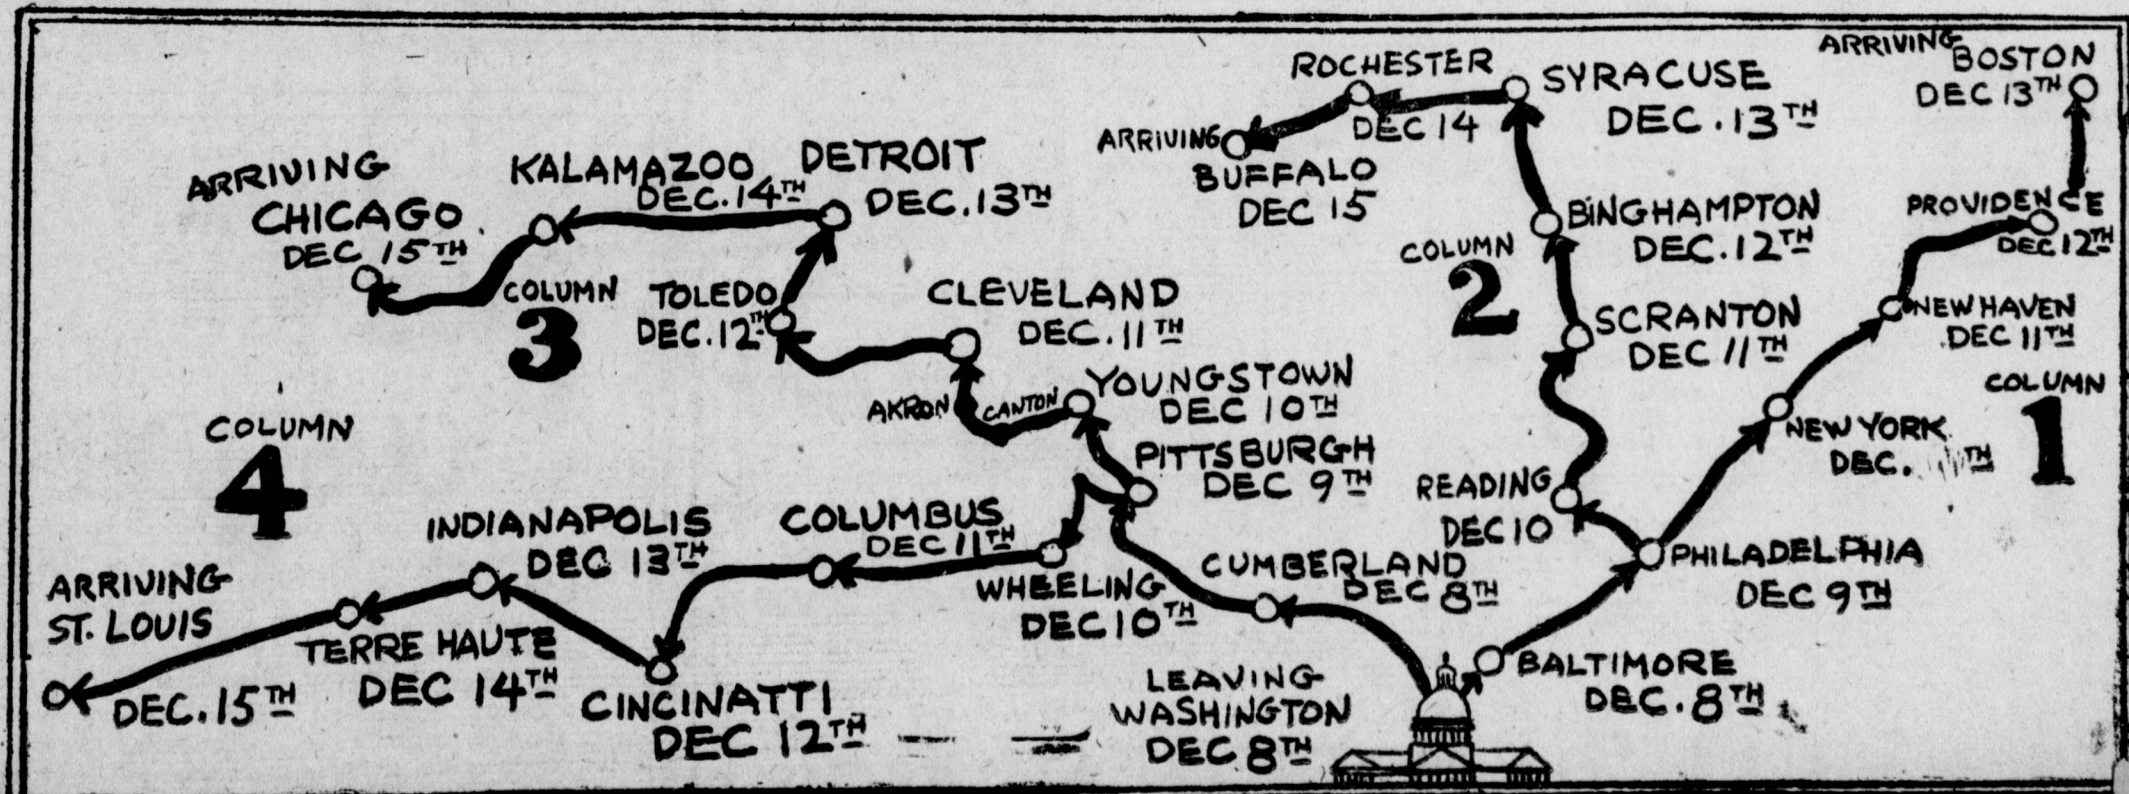 ARRIVING
BOSTON
DEC 13TH
ROCHESTER
DEC 14
SYRACUSE
DEC. 13TH
ARRIVING
BUFFALO
DEC 15
ARRIVING
CHICAGO
DEC 15TH
KALAMAZOO
DEC. 14TH
DETROIT
DEC. 13TH
BINGHAMPTON
DEC. 12TH
PROVIDENCE
DEC 12TH
COLUMN
2
COLUMN
3
TOLEDO
DEC. 12TH
CLEVELAND
DEC. 11TH
SCRANTON
DEC 11TH
NEW HAVEN
DEC 11TH
COLUMN
1
AKRON
CANTON
YOUNGSTOWN
DEC 10TH
NEW YORK
DEC. TH
COLUMN
4
PITTSBURGH
DEC 9TH
READING
DEC 10
INDIANAPOLIS
DEC 13TH
COLUMBUS
DEC 11TH
WHEELING
DEC 10TH
CUMBERLAND
DEC 8TH
PHILADELPHIA
DEC 9TH
ARRIVING
ST. LOUIS
DEC. 15TH
TERRE HAUTE
DEC 14TH
CINCINATTI
DEC 12TH
LEAVING
WASHINGTON
DEC 8TH
BALTIMORE
DEC. 8TH